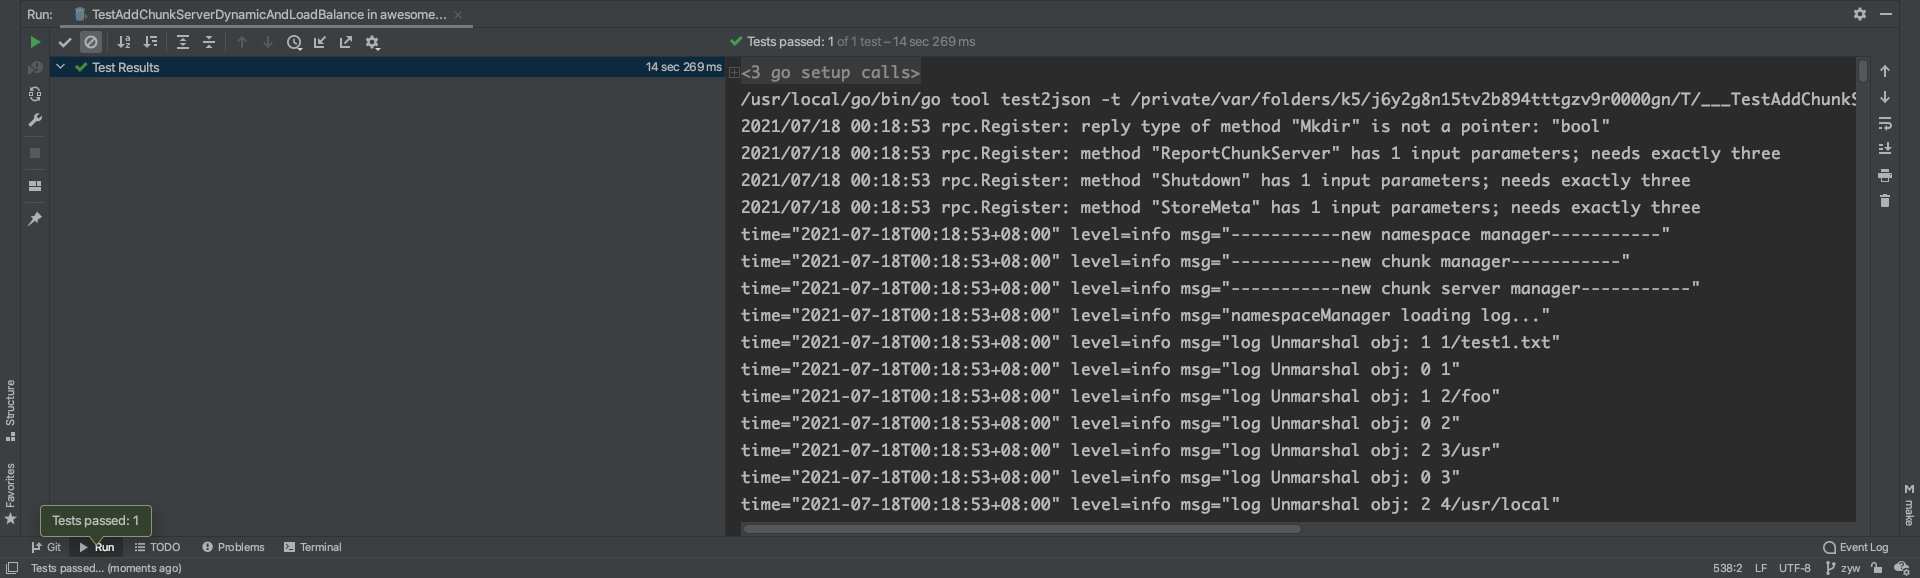 Run: TestAddChunkServerDynamicAndLoadBalance in awesome...
Tests passed: 1 of 1 test – 14 sec 269 ms
Test Results 14 sec 269 ms
<3 go setup calls>
/usr/local/go/bin/go tool test2json -t /private/var/folders/k5/j6y2g8n15tv2b894tttgzv9r0000gn/T/___TestAddChunkS
2021/07/18 00:18:53 rpc.Register: reply type of method "Mkdir" is not a pointer: "bool"
2021/07/18 00:18:53 rpc.Register: method "ReportChunkServer" has 1 input parameters; needs exactly three
2021/07/18 00:18:53 rpc.Register: method "Shutdown" has 1 input parameters; needs exactly three
2021/07/18 00:18:53 rpc.Register: method "StoreMeta" has 1 input parameters; needs exactly three
time="2021-07-18T00:18:53+08:00" level=info msg="-----------new namespace manager-----------"
time="2021-07-18T00:18:53+08:00" level=info msg="-----------new chunk manager-----------"
time="2021-07-18T00:18:53+08:00" level=info msg="-----------new chunk server manager-----------"
time="2021-07-18T00:18:53+08:00" level=info msg="namespaceManager loading log..."
time="2021-07-18T00:18:53+08:00" level=info msg="log Unmarshal obj: 1 1/test1.txt"
time="2021-07-18T00:18:53+08:00" level=info msg="log Unmarshal obj: 0 1"
time="2021-07-18T00:18:53+08:00" level=info msg="log Unmarshal obj: 1 2/foo"
time="2021-07-18T00:18:53+08:00" level=info msg="log Unmarshal obj: 0 2"
time="2021-07-18T00:18:53+08:00" level=info msg="log Unmarshal obj: 2 3/usr"
time="2021-07-18T00:18:53+08:00" level=info msg="log Unmarshal obj: 0 3"
time="2021-07-18T00:18:53+08:00" level=info msg="log Unmarshal obj: 2 4/usr/local"
Structure
Favorites
M make
Tests passed: 1
Git Run TODO Problems Terminal Event Log
Tests passed... (moments ago) 538:2 LF UTF-8 zyw